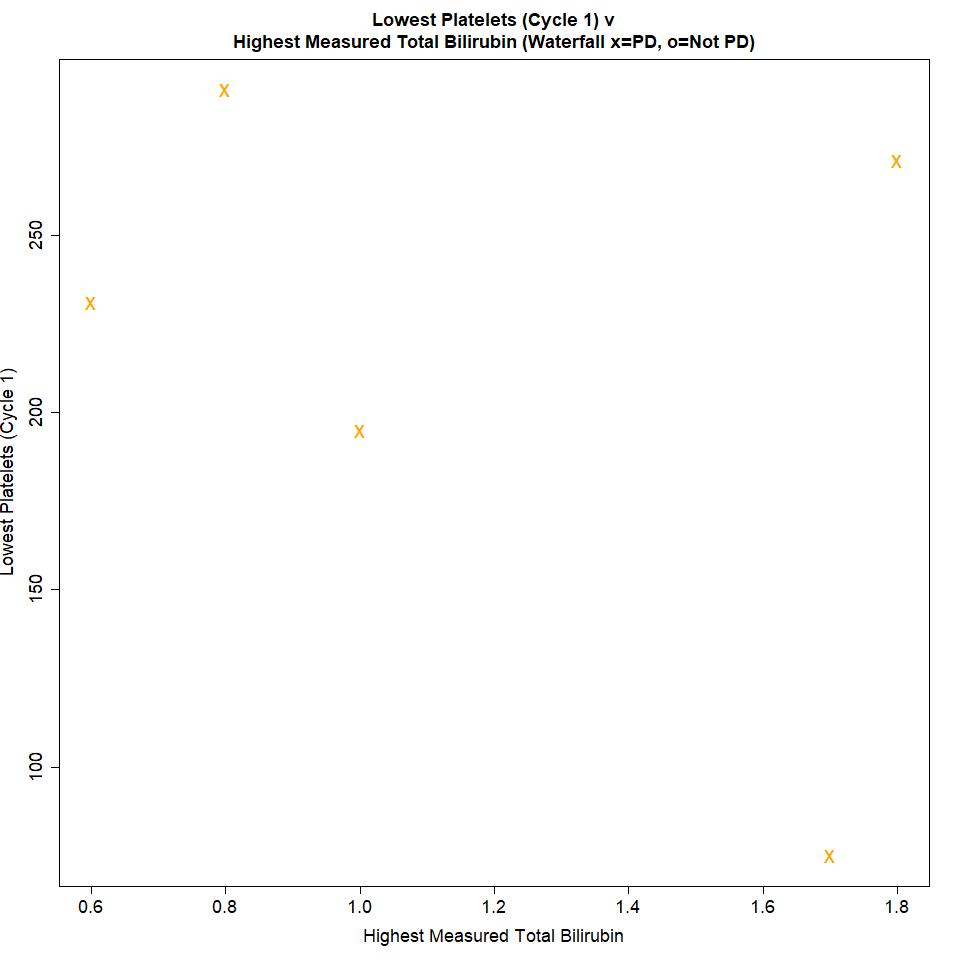 Lowest Platelets (Cycle 1) v
Highest Measured Total Bilirubin (Waterfall x=PD, o=Not PD)
Lowest Platelets (Cycle 1)
250
200
150
100
X
X
X
X
X
0.6 0.8 1.0 1.2 1.4 1.6 1.8
Highest Measured Total Bilirubin